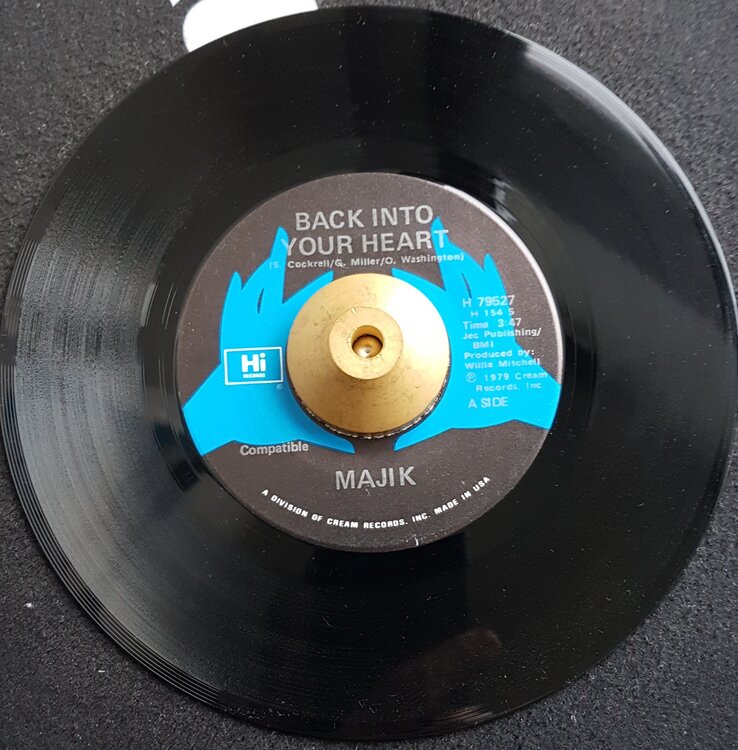 BACK INTO
YOUR HEART
(S. Cockrell/G. Miller/O. Washington)
H 79527
H 154 S
Time 3:47
Jec Publishing/
BMI
Produced by:
Willie Mitchell
Ⓟ 1979 Cream
Records, Inc.
A SIDE
Hi
RECORDS
®
Compatible
MAJIK
A DIVISION OF CREAM RECORDS, INC. MADE IN USA